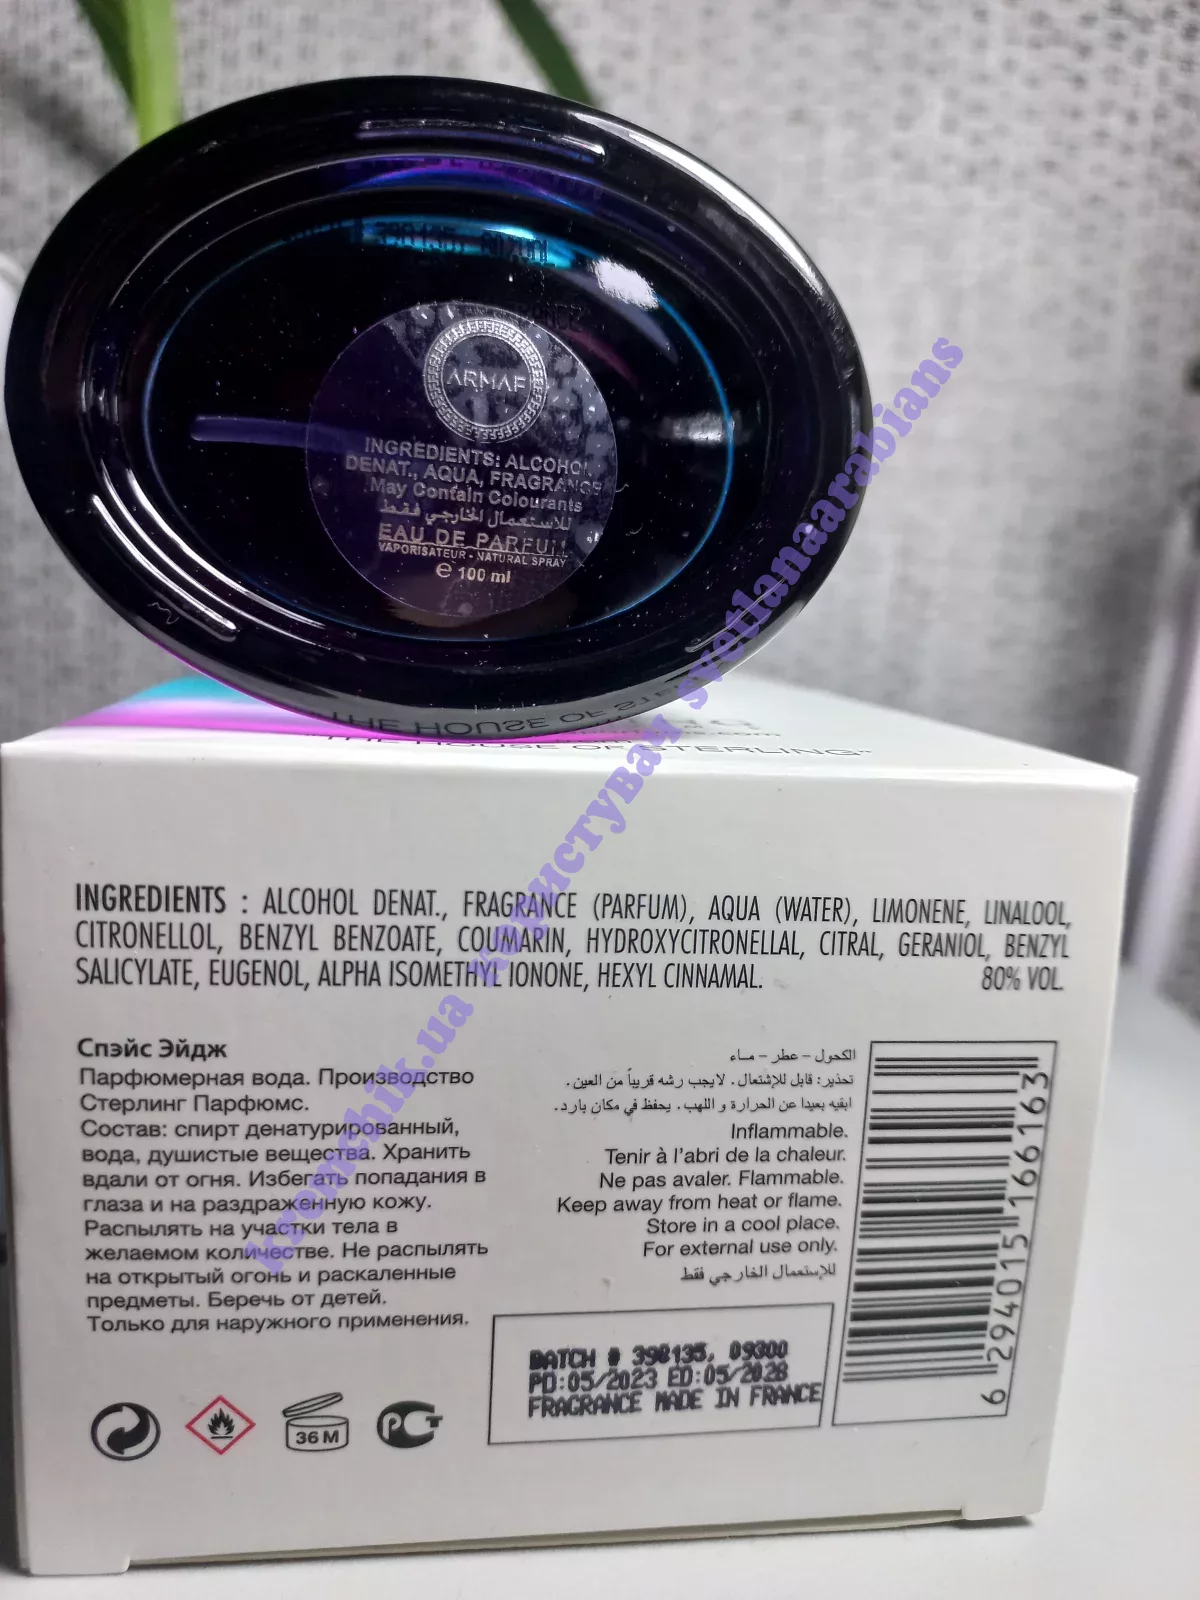 ARMAF
INGREDIENTS: ALCOHOL
DENAT., AQUA, FRAGRANCE
May Contain Colourants
للاستعمال الخارجي فقط
EAU DE PARFUM
VAPORISATEUR - NATURAL SPRAY
e 100 ml
THE HOUSE OF STERLING"
INGREDIENTS : ALCOHOL DENAT., FRAGRANCE (PARFUM), AQUA (WATER), LIMONENE, LINALOOL,
CITRONELLOL, BENZYL BENZOATE, COUMARIN, HYDROXYCITRONELLAL, CITRAL, GERANIOL, BENZYL
SALICYLATE, EUGENOL, ALPHA ISOMETHYL IONONE, HEXYL CINNAMAL. 80% VOL.
Спэйс Эйдж
Парфюмерная вода. Производство
Стерлинг Парфюмс.
Состав: спирт денатурированный,
вода, душистые вещества. Хранить
вдали от огня. Избегать попадания в
глаза и на раздраженную кожу.
Распылять на участки тела в
желаемом количестве. Не распылять
на открытый огонь и раскаленные
предметы. Беречь от детей.
Только для наружного применения.
الكحول - عطر - ماء
تحذير: قابل للإشتعال. لايجب رشه قريباً من العين.
ابقيه بعيدا عن الحرارة و اللهب. يحفظ في مكان بارد.
Inflammable.
Tenir à l'abri de la chaleur.
Ne pas avaler. Flammable.
Keep away from heat or flame.
Store in a cool place.
For external use only.
للإستعمال الخارجي فقط
6 294015 166163
BATCH # 398135, 09300
PD:05/2023 ED:05/2028
FRAGRANCE MADE IN FRANCE
36 M
РСТ
kremchik.ua користувач svetlanaarabians